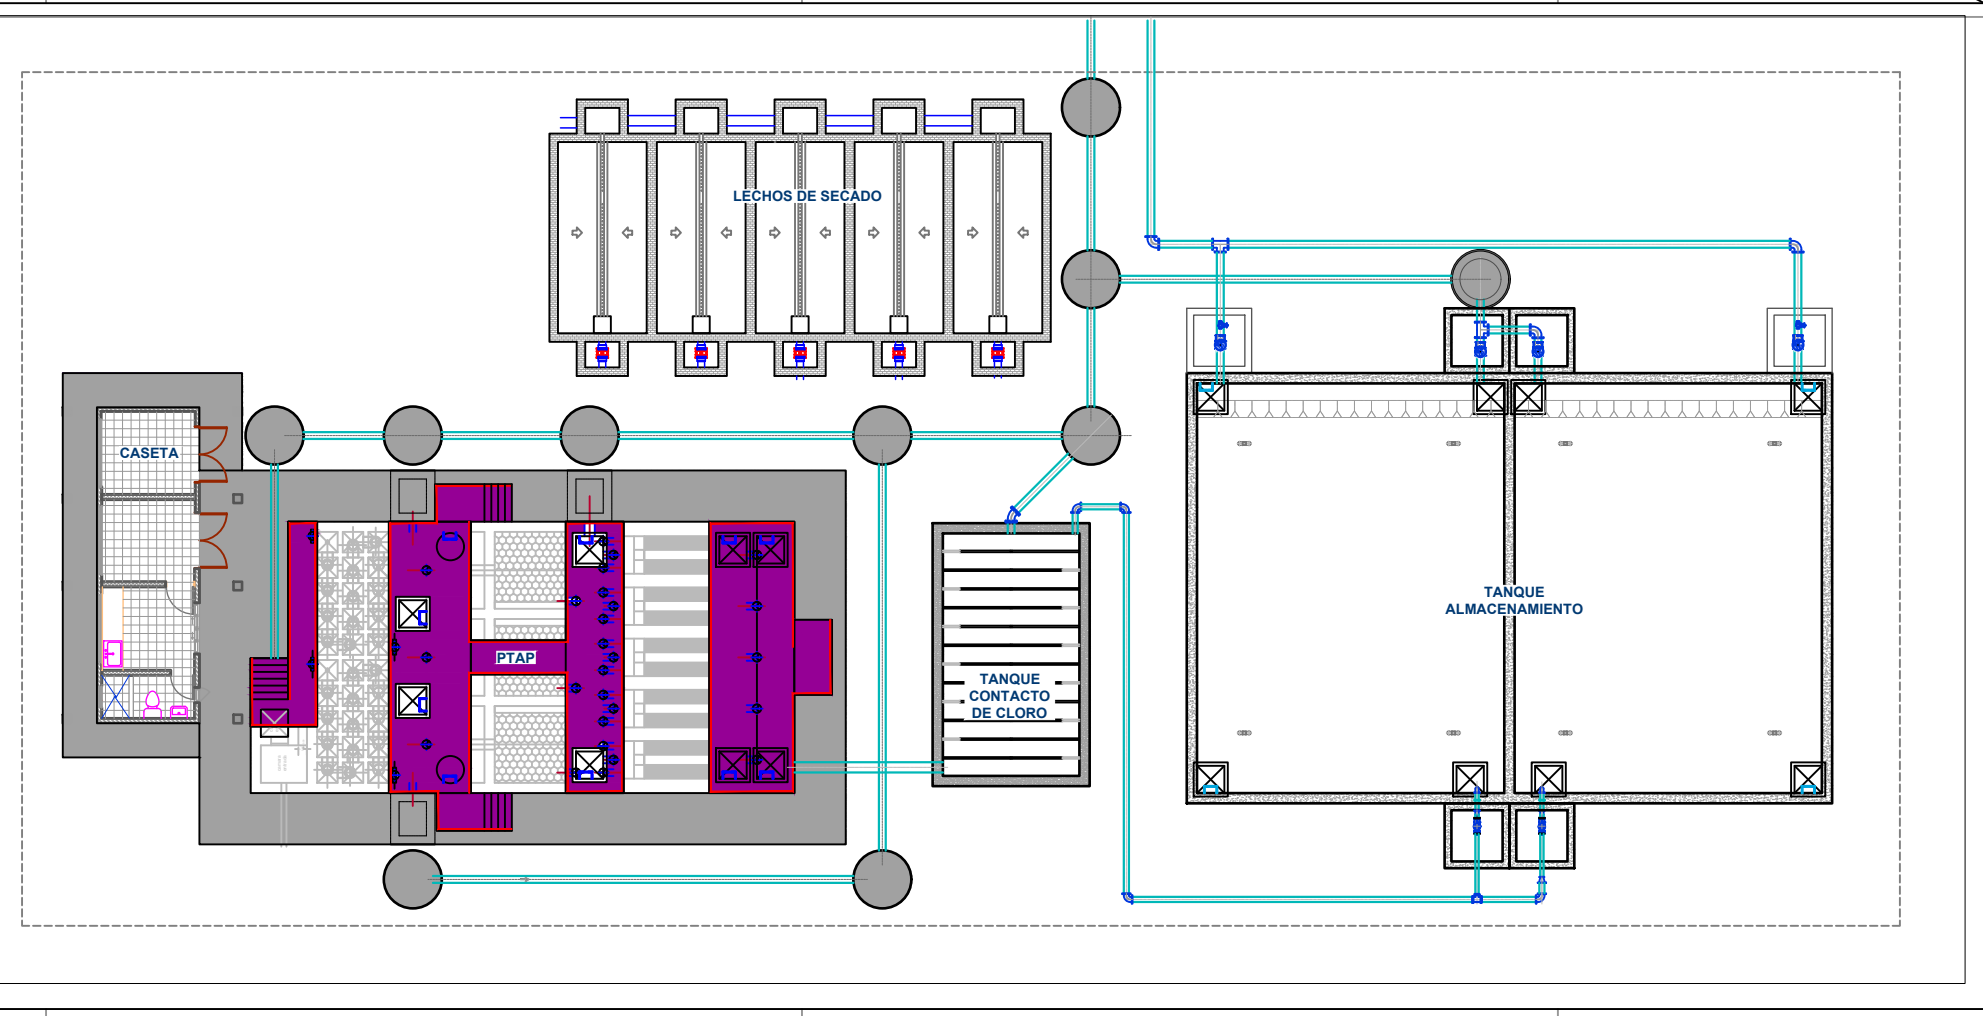 LECHOS DE SECADO
CASETA
PTAP
TANQUE
CONTACTO
DE CLORO
TANQUE
ALMACENAMIENTO